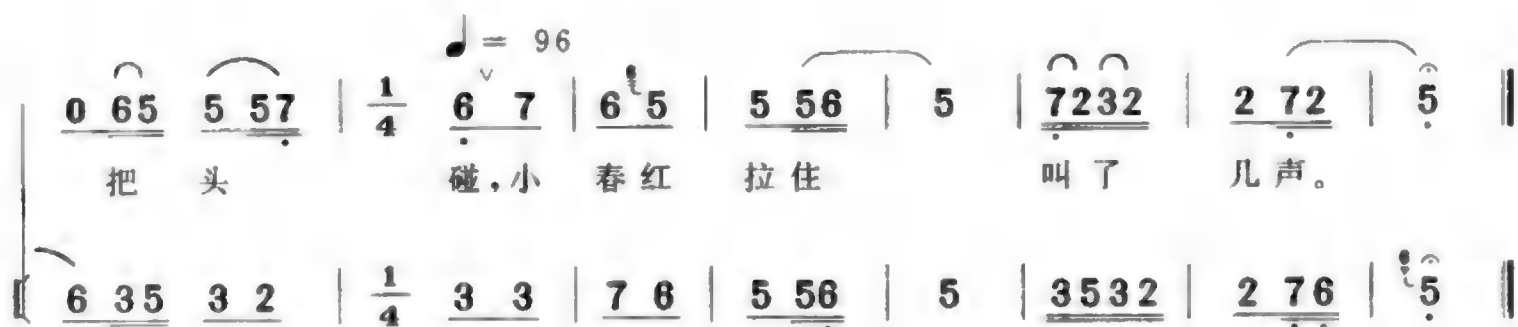 ♩ = 96
0 65 5 57 | 1/4 6 7 | 6 5 | 5 56 | 5 | 7232 | 2 72 | 5 ‖
把 头 碰，小 春 红 拉 住 叫 了 几 声。
6 35 3 2 | 1/4 3 3 | 7 6 | 5 56 | 5 | 3532 | 2 76 | 5 ‖